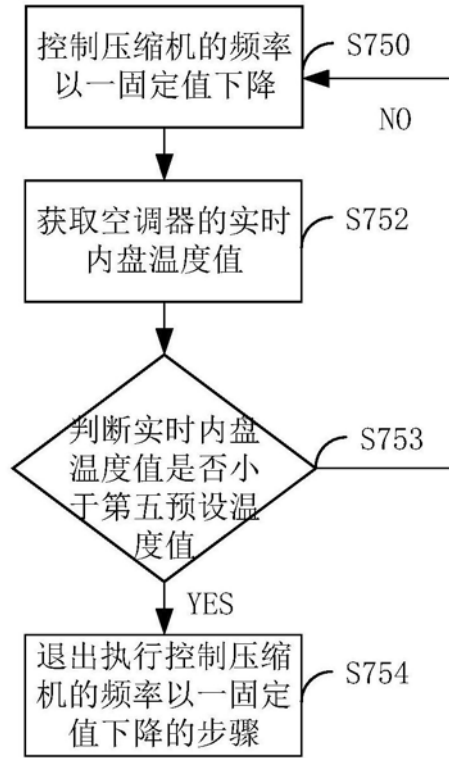 控制压缩机的频率
以一固定值下降
S750
NO
获取空调器的实时
内盘温度值
S752
判断实时内盘
温度值是否小
于第五预设温
度值
S753
YES
退出执行控制压缩
机的频率以一固定
值下降的步骤
S754